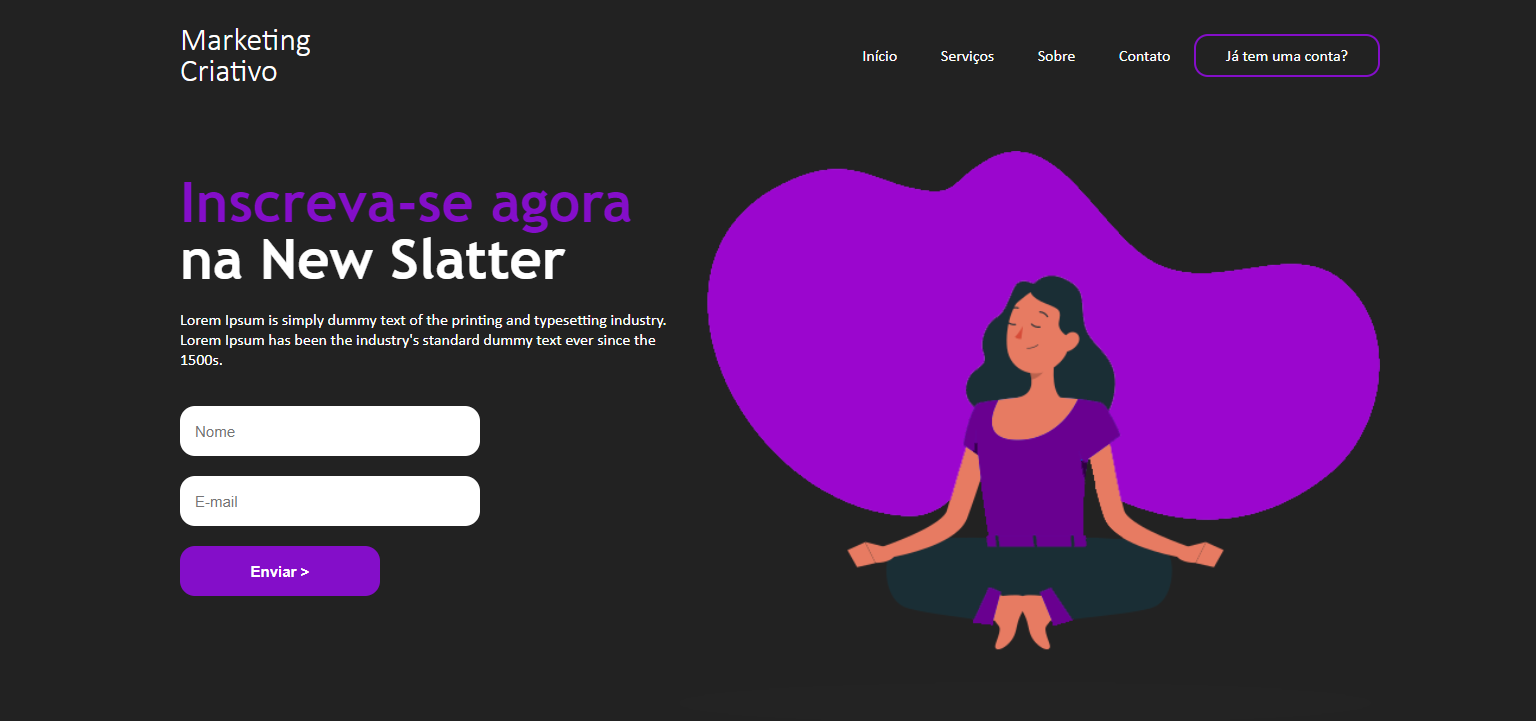 Marketing
Criativo
Início
Serviços
Sobre
Contato
Já tem uma conta?
Inscreva-se agora
na New Slatter
Lorem Ipsum is simply dummy text of the printing and typesetting industry.
Lorem Ipsum has been the industry's standard dummy text ever since the
1500s.
Nome
E-mail
Enviar >